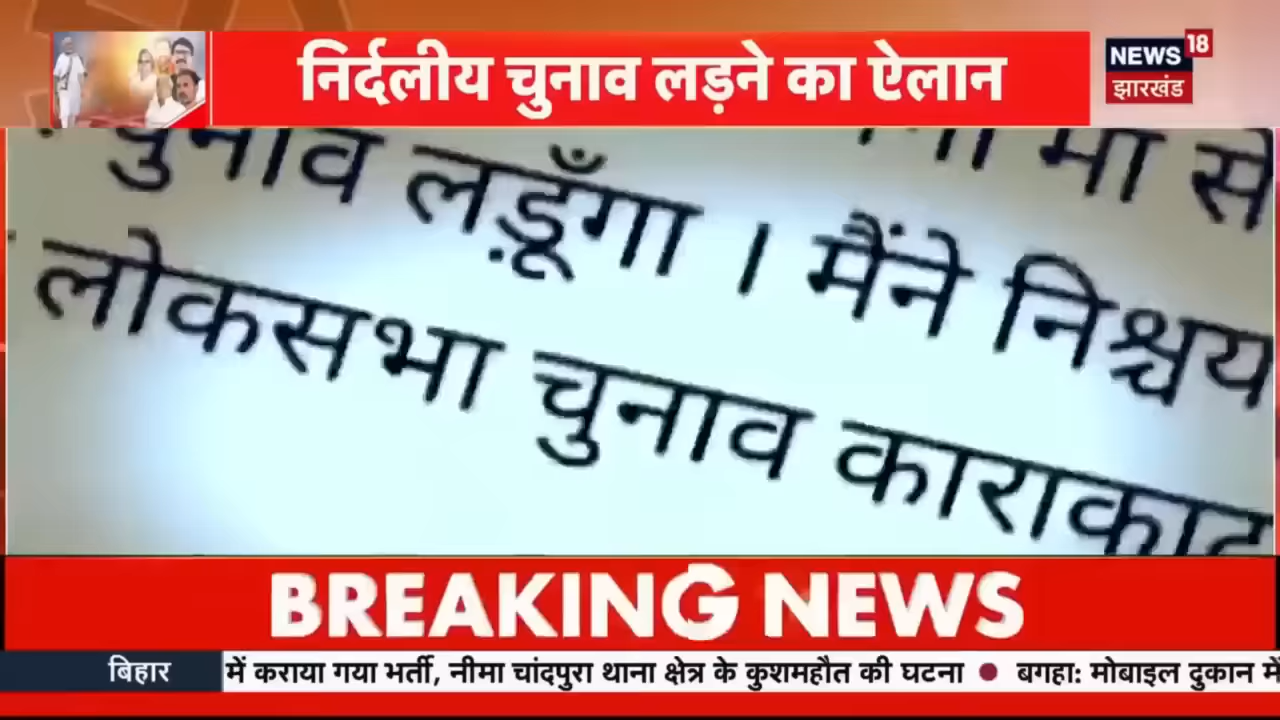 निर्दलीय चुनाव लड़ने का ऐलान
NEWS 18
झारखंड
मा से
चुनाव लड़ूँगा । मैंने निश्चय
लोकसभा चुनाव काराकाट
BREAKING NEWS
बिहार
में कराया गया भर्ती, नीमा चांदपुरा थाना क्षेत्र के कुशमहौत की घटना ● बगहा: मोबाइल दुकान में